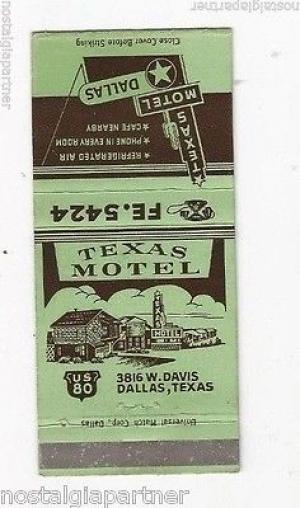 nostalgiapartner
Close Cover Before Striking
TEXAS
MOTEL
DALLAS
★ REFRIGERATED AIR
★ PHONE IN EVERY ROOM
★ CAFE NEARBY
FE.5424
TEXAS
MOTEL
TEXAS
MOTEL
US
80
3816 W. DAVIS
DALLAS, TEXAS
Universal Match Corp., Dallas
nostalgiapartner